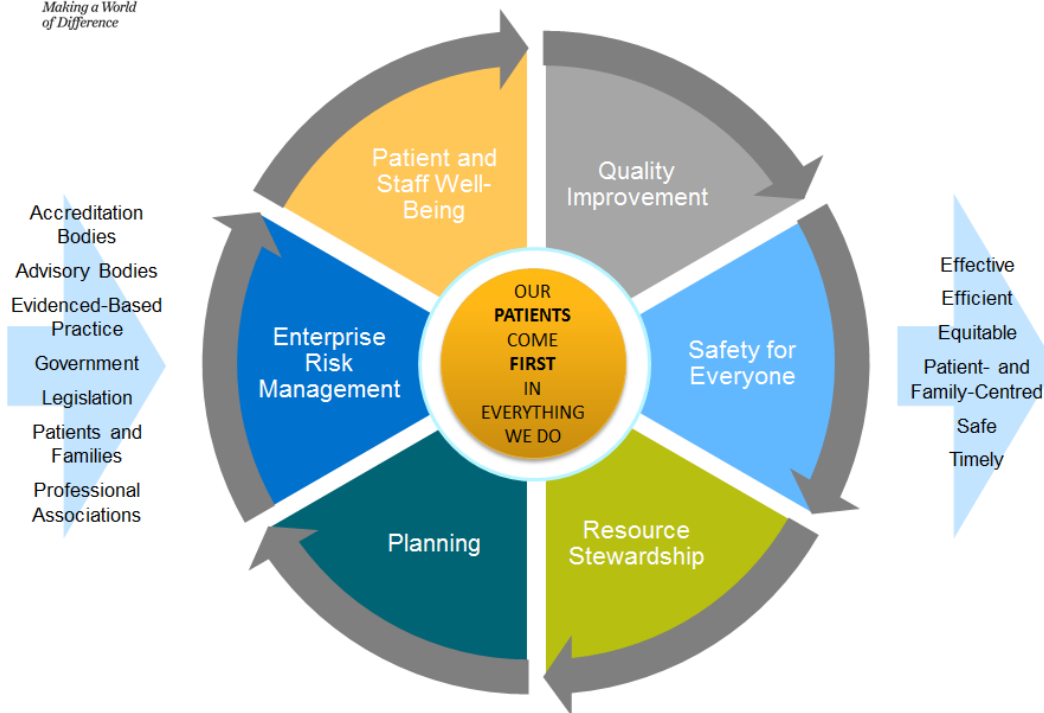 Making a World
of Difference
Accreditation
Bodies
Advisory Bodies
Evidenced-Based
Practice
Government
Legislation
Patients and
Families
Professional
Associations
Patient and
Staff Well-
Being
Quality
Improvement
Enterprise
Risk
Management
OUR
PATIENTS
COME
FIRST
IN
EVERYTHING
WE DO
Safety for
Everyone
Planning
Resource
Stewardship
Effective
Efficient
Equitable
Patient- and
Family-Centred
Safe
Timely